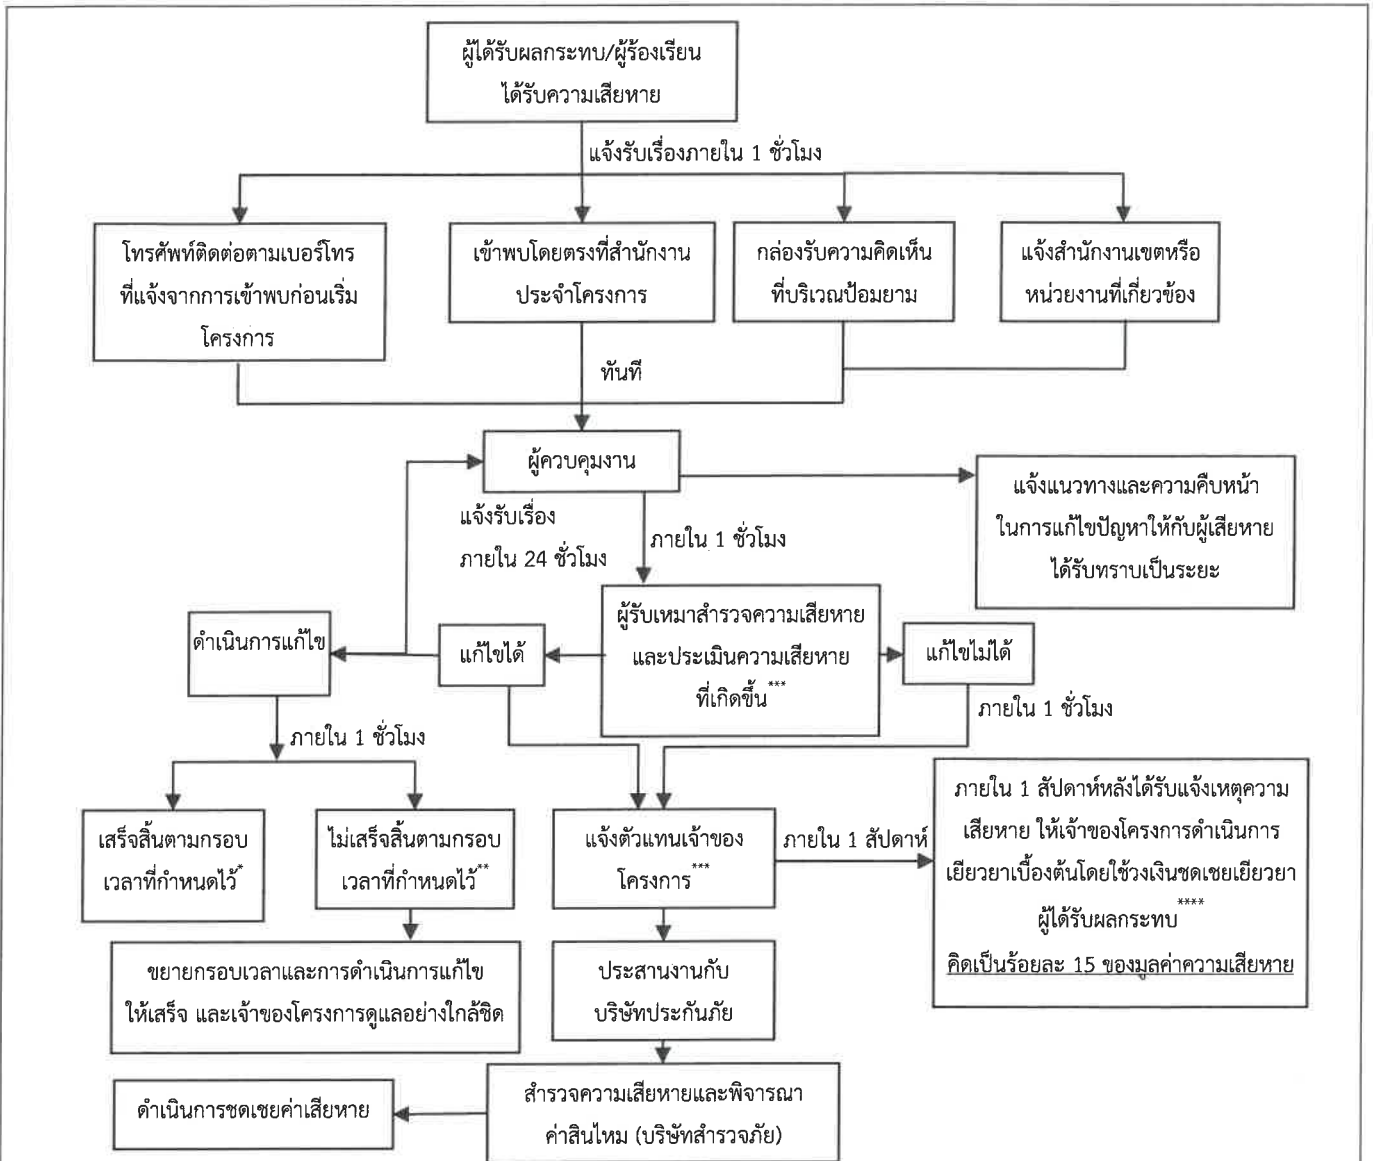 ผู้ได้รับผลกระทบ/ผู้ร้องเรียน
ได้รับความเสียหาย
แจ้งรับเรื่องภายใน 1 ชั่วโมง
โทรศัพท์ติดต่อตามเบอร์โทร
ที่แจ้งจากการเข้าพบก่อนเริ่ม
โครงการ
เข้าพบโดยตรงที่สำนักงาน
ประจำโครงการ
กล่องรับความคิดเห็น
ที่บริเวณป้อมยาม
แจ้งสำนักงานเขตหรือ
หน่วยงานที่เกี่ยวข้อง
ทันที
ผู้ควบคุมงาน
แจ้งแนวทางและความคืบหน้า
ในการแก้ไขปัญหาให้กับผู้เสียหาย
ได้รับทราบเป็นระยะ
แจ้งรับเรื่อง
ภายใน 24 ชั่วโมง
ภายใน 1 ชั่วโมง
ผู้รับเหมาสำรวจความเสียหาย
และประเมินความเสียหาย
ที่เกิดขึ้น***
ดำเนินการแก้ไข
แก้ไขได้
แก้ไขไม่ได้
ภายใน 1 ชั่วโมง
ภายใน 1 ชั่วโมง
เสร็จสิ้นตามกรอบ
เวลาที่กำหนดไว้*
ไม่เสร็จสิ้นตามกรอบ
เวลาที่กำหนดไว้**
แจ้งตัวแทนเจ้าของ
โครงการ***
ภายใน 1 สัปดาห์
ภายใน 1 สัปดาห์หลังได้รับแจ้งเหตุความ
เสียหาย ให้เจ้าของโครงการดำเนินการ
เยียวยาเบื้องต้นโดยใช้วงเงินชดเชยเยียวยา
ผู้ได้รับผลกระทบ****
คิดเป็นร้อยละ 15 ของมูลค่าความเสียหาย
ขยายกรอบเวลาและการดำเนินการแก้ไข
ให้เสร็จ และเจ้าของโครงการดูแลอย่างใกล้ชิด
ประสานงานกับ
บริษัทประกันภัย
สำรวจความเสียหายและพิจารณา
ค่าสินไหม (บริษัทสำรวจภัย)
ดำเนินการชดเชยค่าเสียหาย